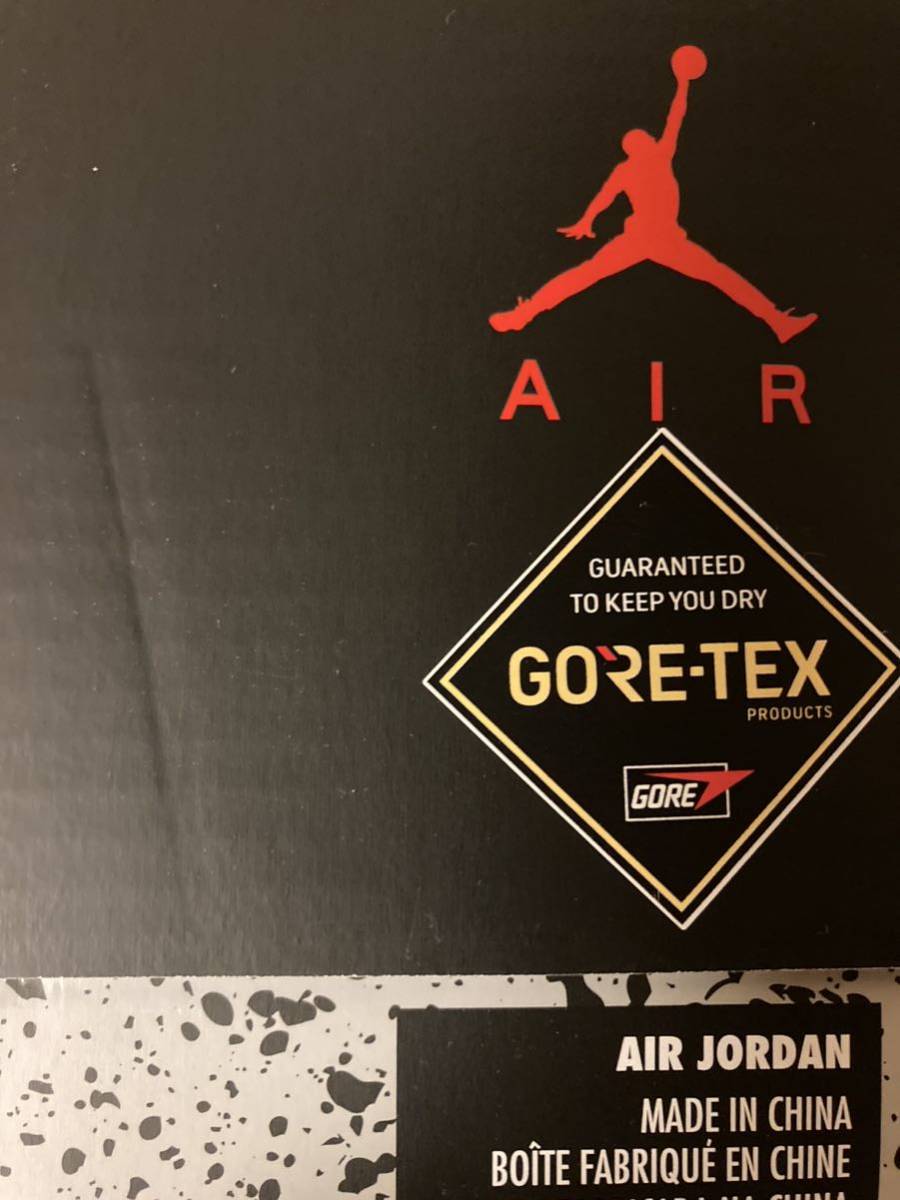 AIR
GUARANTEED
TO KEEP YOU DRY
GORE-TEX
PRODUCTS
GORE
AIR JORDAN
MADE IN CHINA
BOÎTE FABRIQUÉ EN CHINE